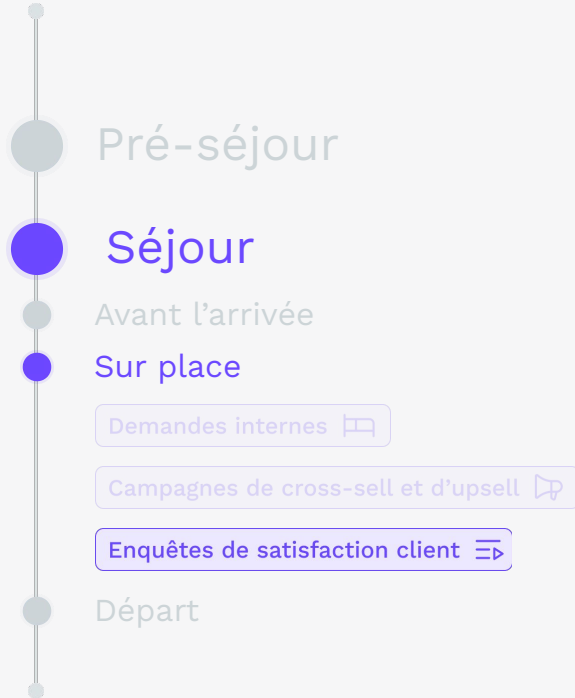 Pré-séjour
Séjour
Avant l’arrivée
Sur place
Demandes internes
Campagnes de cross-sell et d’upsell
Enquêtes de satisfaction client
Départ